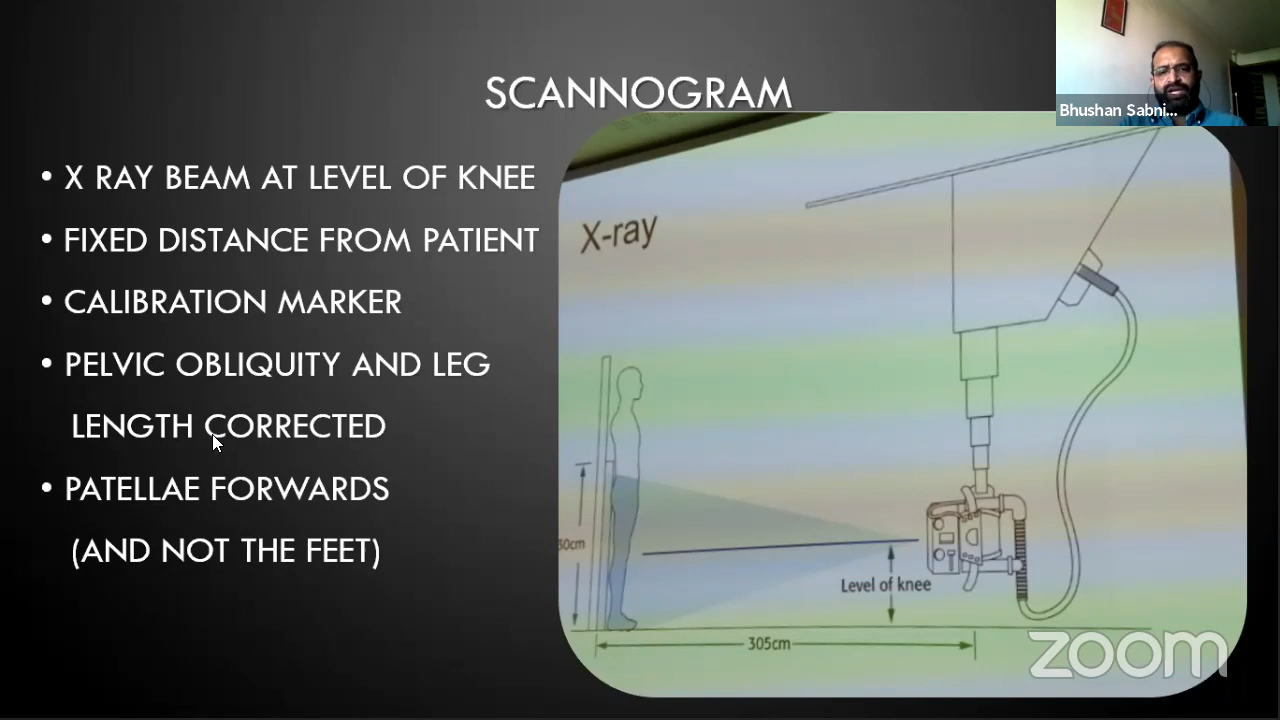 SCANNOGRAM
• X RAY BEAM AT LEVEL OF KNEE
• FIXED DISTANCE FROM PATIENT
• CALIBRATION MARKER
• PELVIC OBLIQUITY AND LEG
LENGTH CORRECTED
• PATELLAE FORWARDS
(AND NOT THE FEET)
X-ray
30cm
Level of knee
305cm
Bhushan Sabni...
zoom